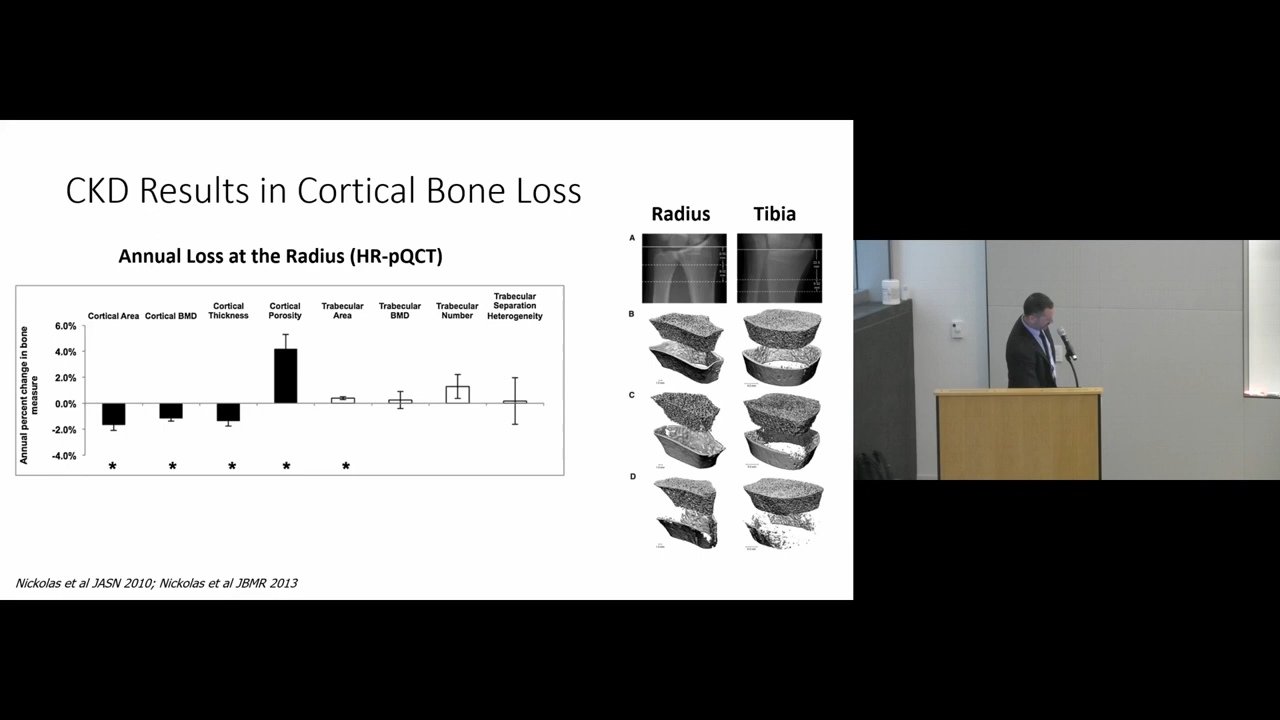 CKD Results in Cortical Bone Loss
Annual Loss at the Radius (HR-pQCT)
Annual percent change in bone
measure
6.0%
4.0%
2.0%
0.0%
-2.0%
-4.0%
Cortical Area
Cortical BMD
Cortical
Thickness
Cortical
Porosity
Trabecular
Area
Trabecular
BMD
Trabecular
Number
Trabecular
Separation
Heterogeneity
* * * * *
Radius
Tibia
A
B
C
D
Nickolas et al JASN 2010; Nickolas et al JBMR 2013